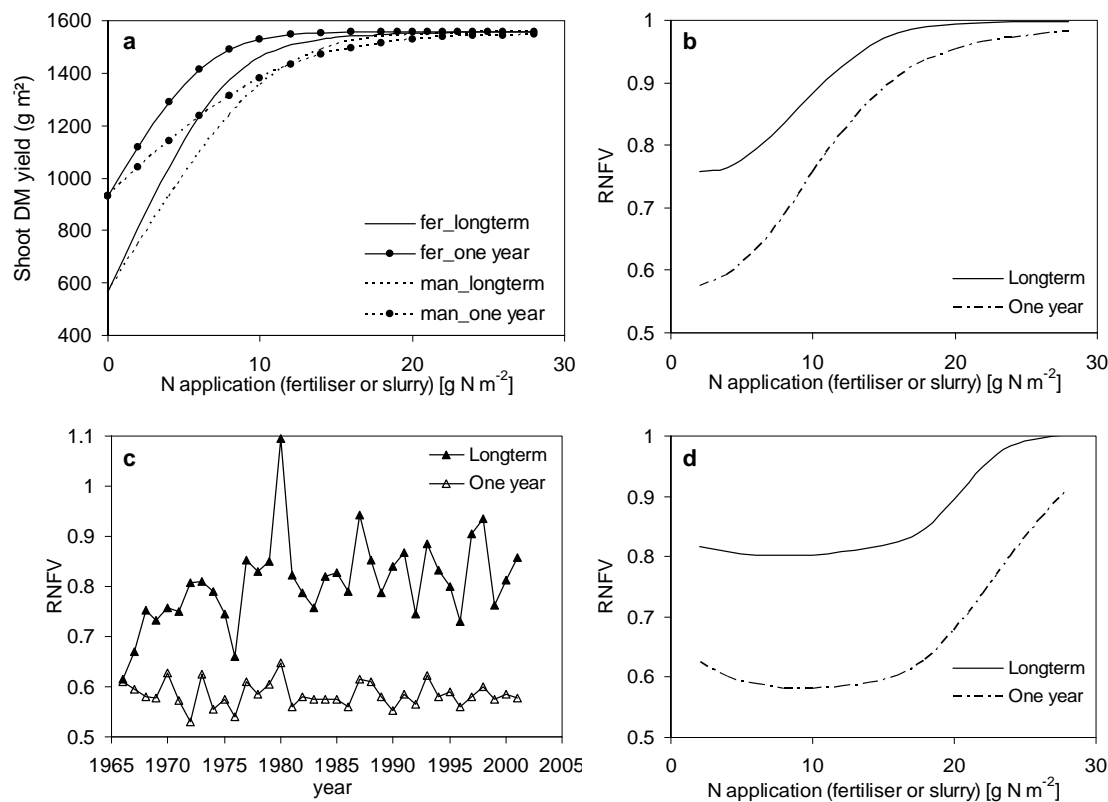 a
Shoot DM yield (g m⁻²)
1600
1400
1200
1000
800
600
400
0
10
20
30
fer_longterm
fer_one year
man_longterm
man_one year
N application (fertiliser or slurry) [g N m⁻²]
b
RNFV
1
0.9
0.8
0.7
0.6
0.5
0
10
20
30
Longterm
One year
N application (fertiliser or slurry) [g N m⁻²]
c
RNFV
1.1
1
0.9
0.8
0.7
0.6
0.5
1965 1970 1975 1980 1985 1990 1995 2000 2005
Longterm
One year
year
d
RNFV
1
0.9
0.8
0.7
0.6
0.5
0
10
20
30
Longterm
One year
N application (fertiliser or slurry) [g N m⁻²]